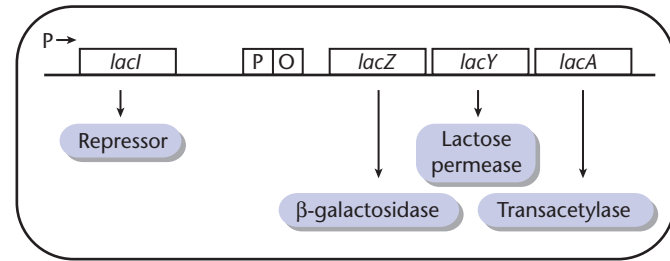 P
lacI P O lacZ lacY lacA
Repressor
Lactose
permease
β-galactosidase Transacetylase